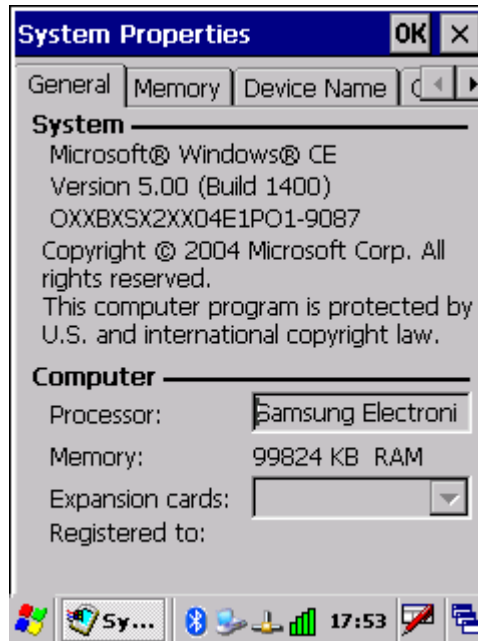 System Properties OK
General Memory Device Name
System
Microsoft® Windows® CE
Version 5.00 (Build 1400)
OXXBXSX2XX04E1PO1-9087
Copyright © 2004 Microsoft Corp. All
rights reserved.
This computer program is protected by
U.S. and international copyright law.
Computer
Processor: Samsung Electroni
Memory: 99824 KB RAM
Expansion cards:
Registered to:
Sy... 17:53